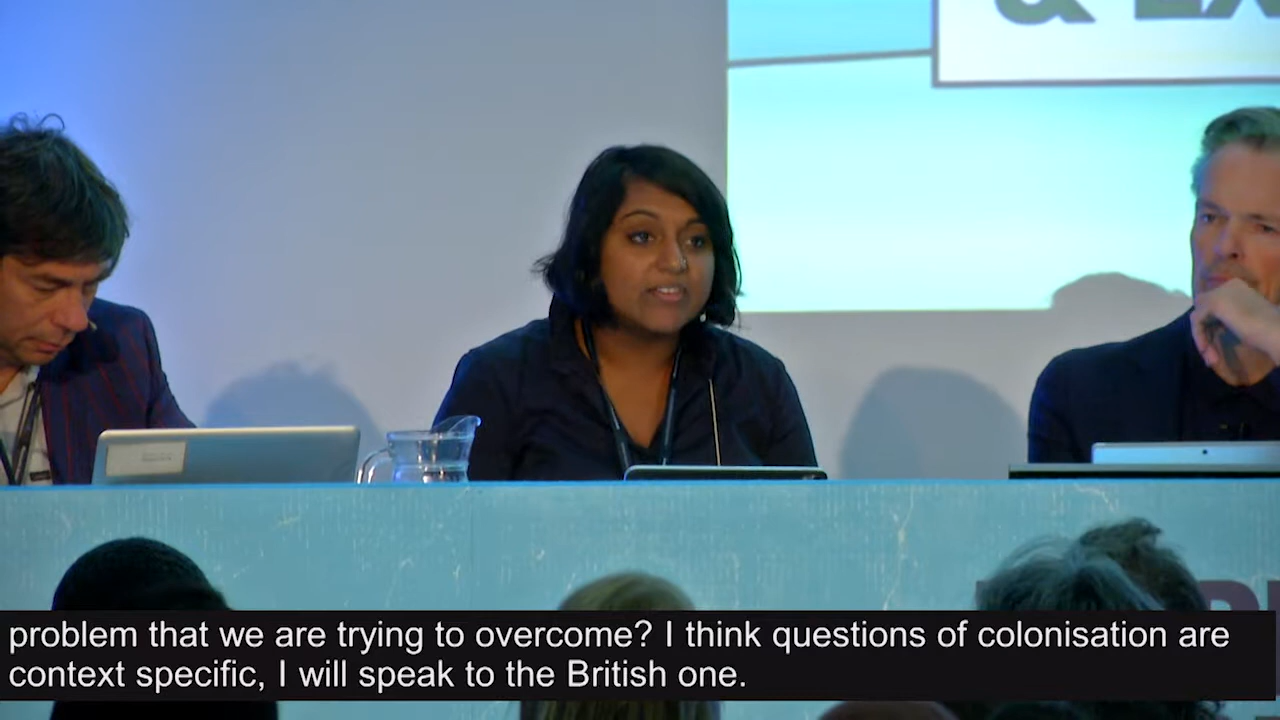 & EX
problem that we are trying to overcome? I think questions of colonisation are
context specific, I will speak to the British one.